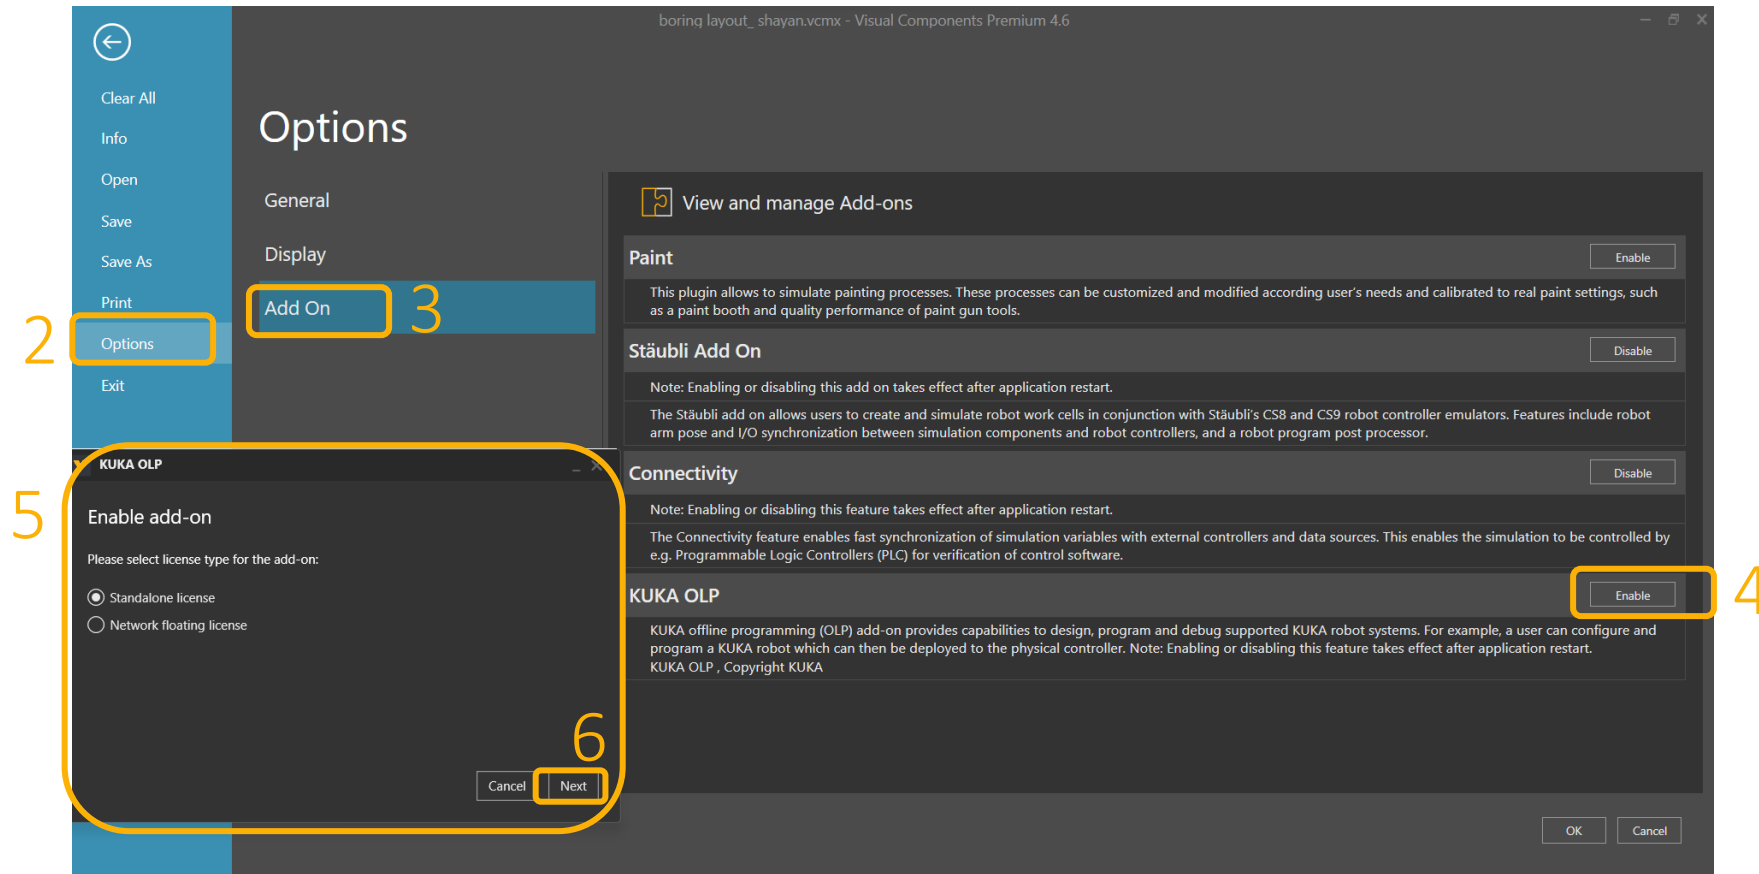 boring layout_ shayan.vcmx - Visual Components Premium 4.6
Clear All
Info
Open
Save
Save As
Print
2
Options
Exit
Options
General
Display
Add On
3
View and manage Add-ons
Paint
Enable
This plugin allows to simulate painting processes. These processes can be customized and modified according user's needs and calibrated to real paint settings, such
as a paint booth and quality performance of paint gun tools.
Stäubli Add On
Disable
Note: Enabling or disabling this add on takes effect after application restart.
The Stäubli add on allows users to create and simulate robot work cells in conjunction with Stäubli's CS8 and CS9 robot controller emulators. Features include robot
arm pose and I/O synchronization between simulation components and robot controllers, and a robot program post processor.
Connectivity
Disable
Note: Enabling or disabling this feature takes effect after application restart.
The Connectivity feature enables fast synchronization of simulation variables with external controllers and data sources. This enables the simulation to be controlled by
e.g. Programmable Logic Controllers (PLC) for verification of control software.
KUKA OLP
Enable
4
KUKA offline programming (OLP) add-on provides capabilities to design, program and debug supported KUKA robot systems. For example, a user can configure and
program a KUKA robot which can then be deployed to the physical controller. Note: Enabling or disabling this feature takes effect after application restart.
KUKA OLP , Copyright KUKA
5
KUKA OLP
Enable add-on
Please select license type for the add-on:
Standalone license
Network floating license
6
Cancel
Next
OK
Cancel